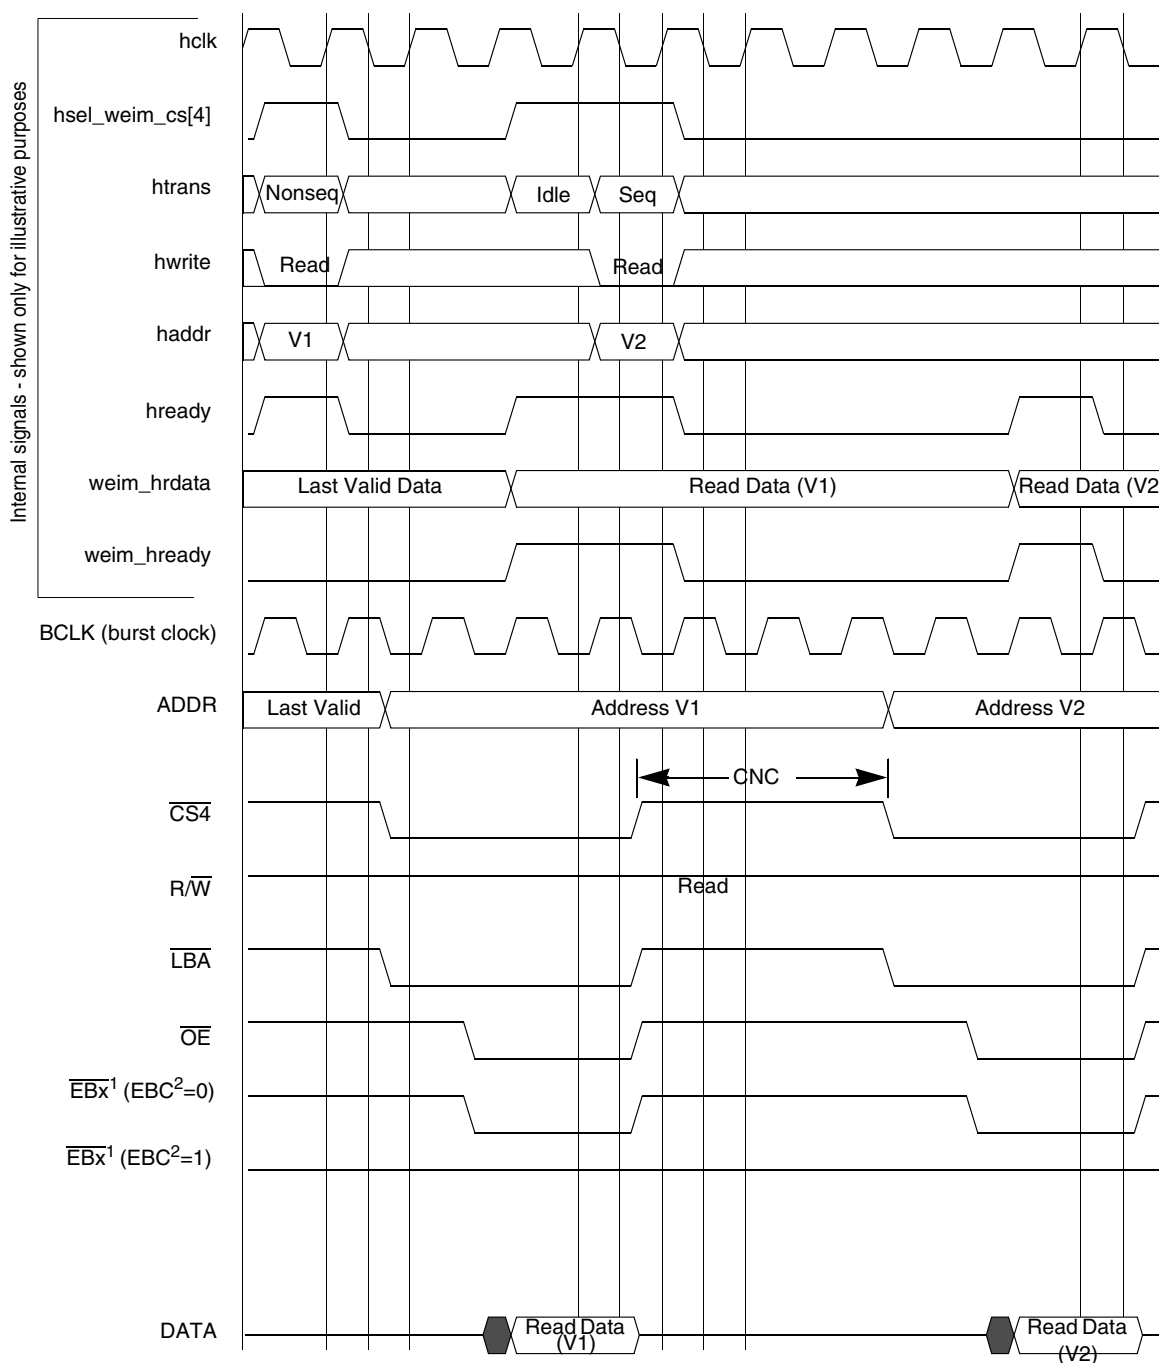 Internal signals - shown only for illustrative purposes
hclk
hsel_weim_cs[4]
htrans
Nonseq
Idle
Seq
hwrite
Read
Read
haddr
V1
V2
hready
weim_hrdata
Last Valid Data
Read Data (V1)
Read Data (V2
weim_hready
BCLK (burst clock)
ADDR
Last Valid
Address V1
Address V2
CNC
CS4
R/W
Read
LBA
OE
EBx¹ (EBC²=0)
EBx¹ (EBC²=1)
DATA
Read Data
(V1)
Read Data
(V2)